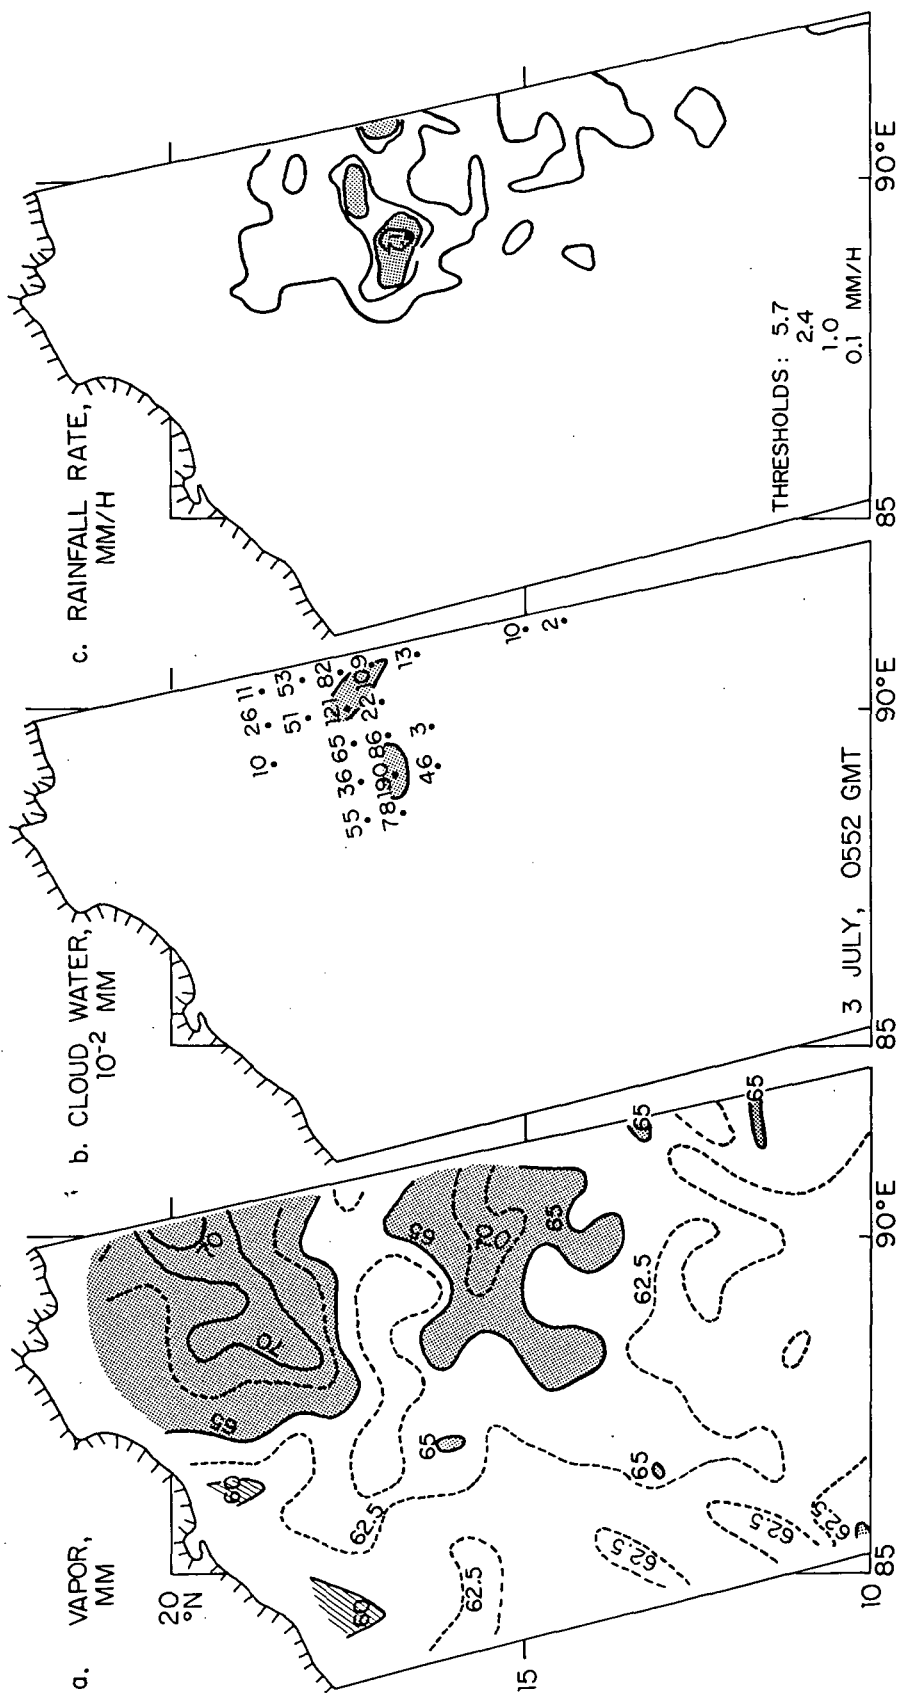 a. VAPOR,
MM
20
°N
15
10
85
90°E
60
60
65
70
70
65
70
65
62.5
62.5
65
62.5
65
62.5
62.5
62.5
65
65
b. CLOUD WATER,
10-2 MM
10 26 11
51 53
55 36 65 121 82
78 190 86 22 109
46 3 13
10
2
3 JULY, 0552 GMT
85
90°E
c. RAINFALL RATE,
MM/H
THRESHOLDS: 5.7
2.4
1.0
0.1 MM/H
85
90°E